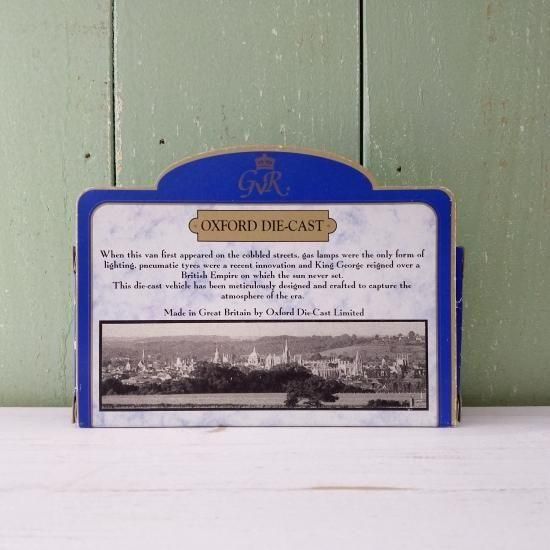 GVR
OXFORD DIE-CAST
When this van first appeared on the cobbled streets, gas lamps were the only form of
lighting, pneumatic tyres were a recent innovation and King George reigned over a
British Empire on which the sun never set.
This die-cast vehicle has been meticulously designed and crafted to capture the
atmosphere of the era.
Made in Great Britain by Oxford Die-Cast Limited